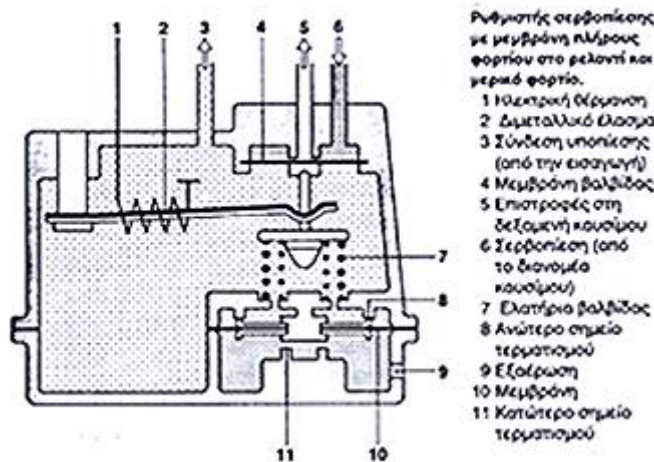 1 2 3 4 5 6
Ρυθμιστής σερβοπίεσης
με μεμβράνη πλήρους
φορτίου στο ρελαντί και
μερικό φορτίο.
1 Ηλεκτρική θέρμανση
2 Διμεταλλικό έλασμα
3 Σύνδεση υποπίεσης
(από την εισαγωγή)
4 Μεμβράνη βαλβίδας
5 Επιστροφές στη
δεξαμενή καυσίμου
6 Σερβοπίεση (από
το διανομέα
καυσίμου)
7 Ελατήρια βαλβίδας
8 Ανώτερο σημείο
τερματισμού
9 Εξαέρωση
10 Μεμβράνη
11 Κατώτερο σημείο
τερματισμού
7
8
9
11 10